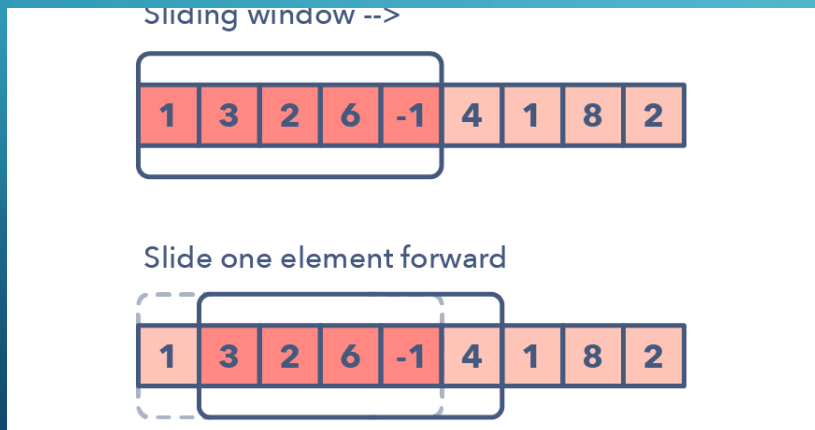 Sliding window -->
1 3 2 6 -1 4 1 8 2
Slide one element forward
1 3 2 6 -1 4 1 8 2